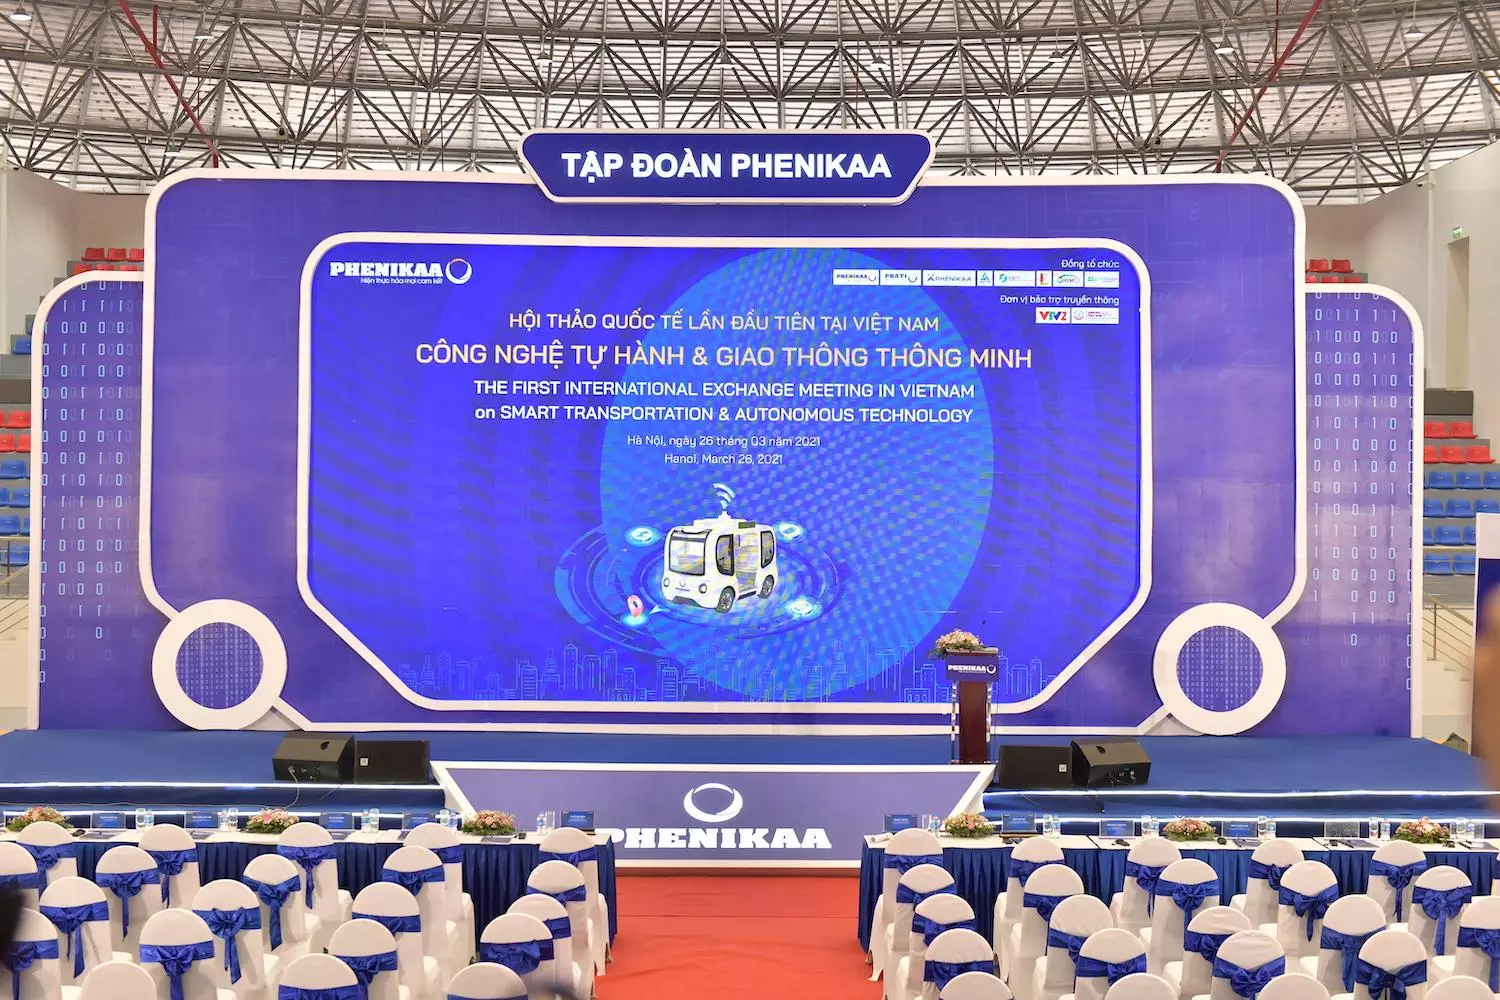 TẬP ĐOÀN PHENIKAA
PHENIKAA
Hiện thực hóa mọi cam kết
Đồng tổ chức
PHENIKAA
PHENIKAA
Đơn vị bảo trợ truyền thông
VTV2
HỘI THẢO QUỐC TẾ LẦN ĐẦU TIÊN TẠI VIỆT NAM
CÔNG NGHỆ TỰ HÀNH & GIAO THÔNG THÔNG MINH
THE FIRST INTERNATIONAL EXCHANGE MEETING IN VIETNAM
on SMART TRANSPORTATION & AUTONOMOUS TECHNOLOGY
Hà Nội, ngày 26 tháng 03 năm 2021
Hanoi, March 26, 2021
PHENIKAA
PHENIKAA